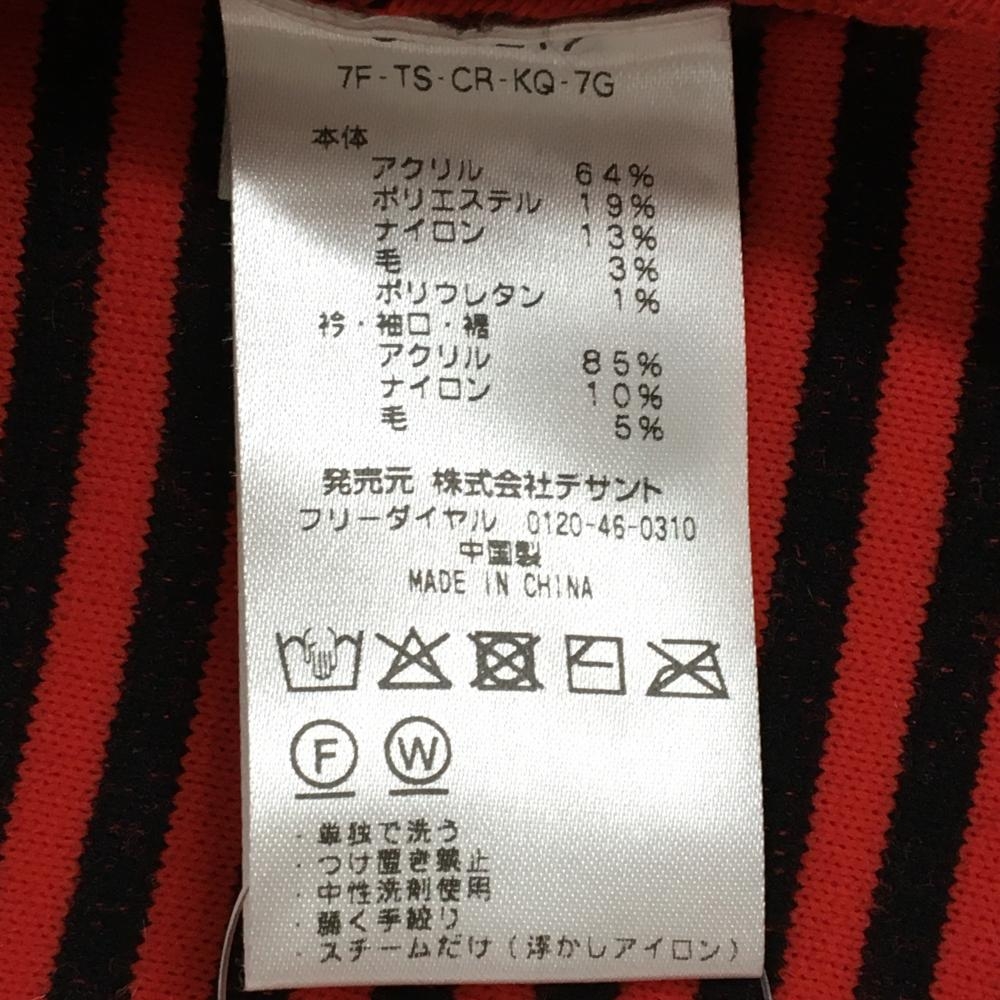 7F-TS-CR-KQ-7G
本体
アクリル 64%
ポリエステル 19%
ナイロン 13%
毛 3%
ポリウレタン 1%
衿・袖口・裾
アクリル 85%
ナイロン 10%
毛 5%
発売元 株式会社デサント
フリーダイヤル 0120-46-0310
中国製
MADE IN CHINA
F W
・単独で洗う
・つけ置き禁止
・中性洗剤使用
・弱く手絞り
・スチームだけ(浮かしアイロン)